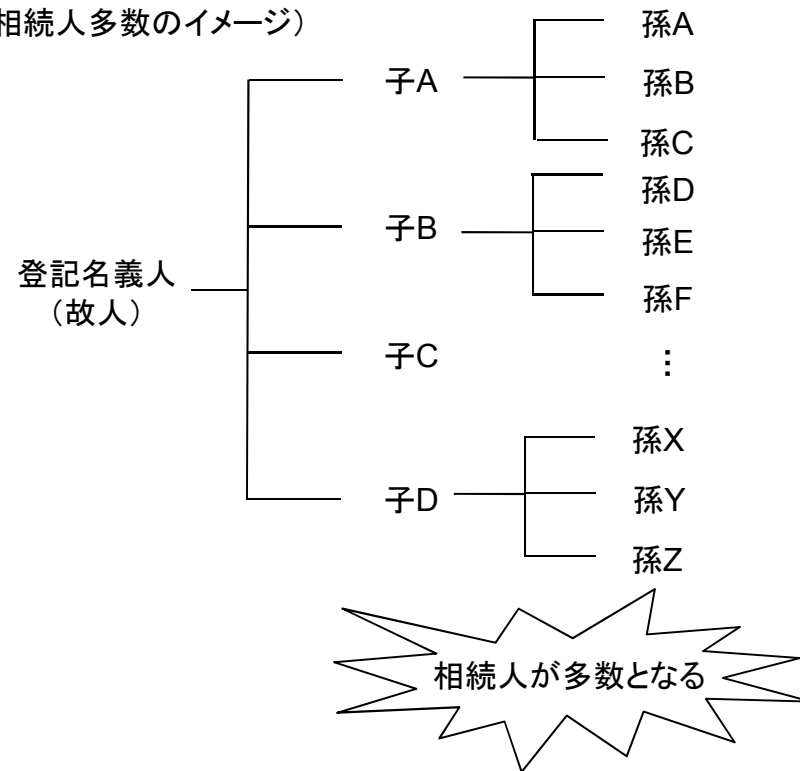 相続人多数のイメージ）
子A
孫A
孫B
孫C
子B
孫D
孫E
孫F
登記名義人
（故人）
子C
⋮
子D
孫X
孫Y
孫Z
相続人が多数となる